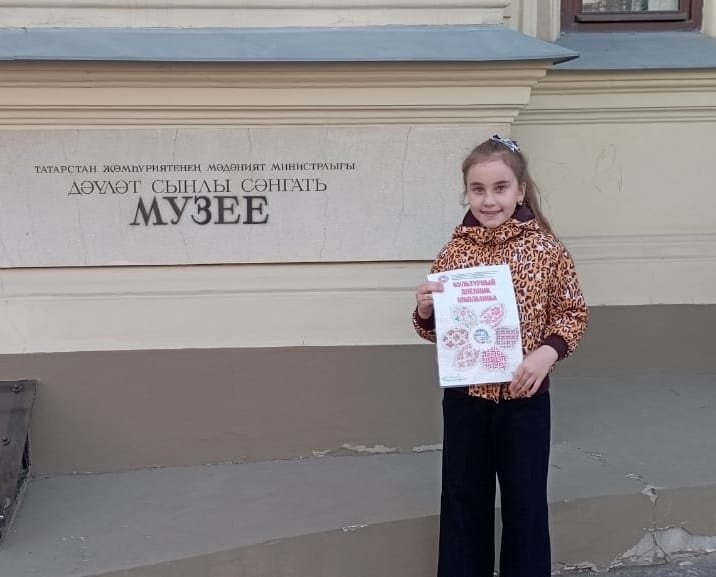 ТАТАРСТАН ҖӨМҺҮРИЯТЕНЕҢ МӘДӘНИЯТ МИНИСТРЛЫГЫ
ДӘҮЛӘТ СЫНЛЫ СӘНГАТЬ
МУЗЕЕ
КУЛЬТУРНЫЙ
ДНЕВНИК
ШКОЛЬНИКА